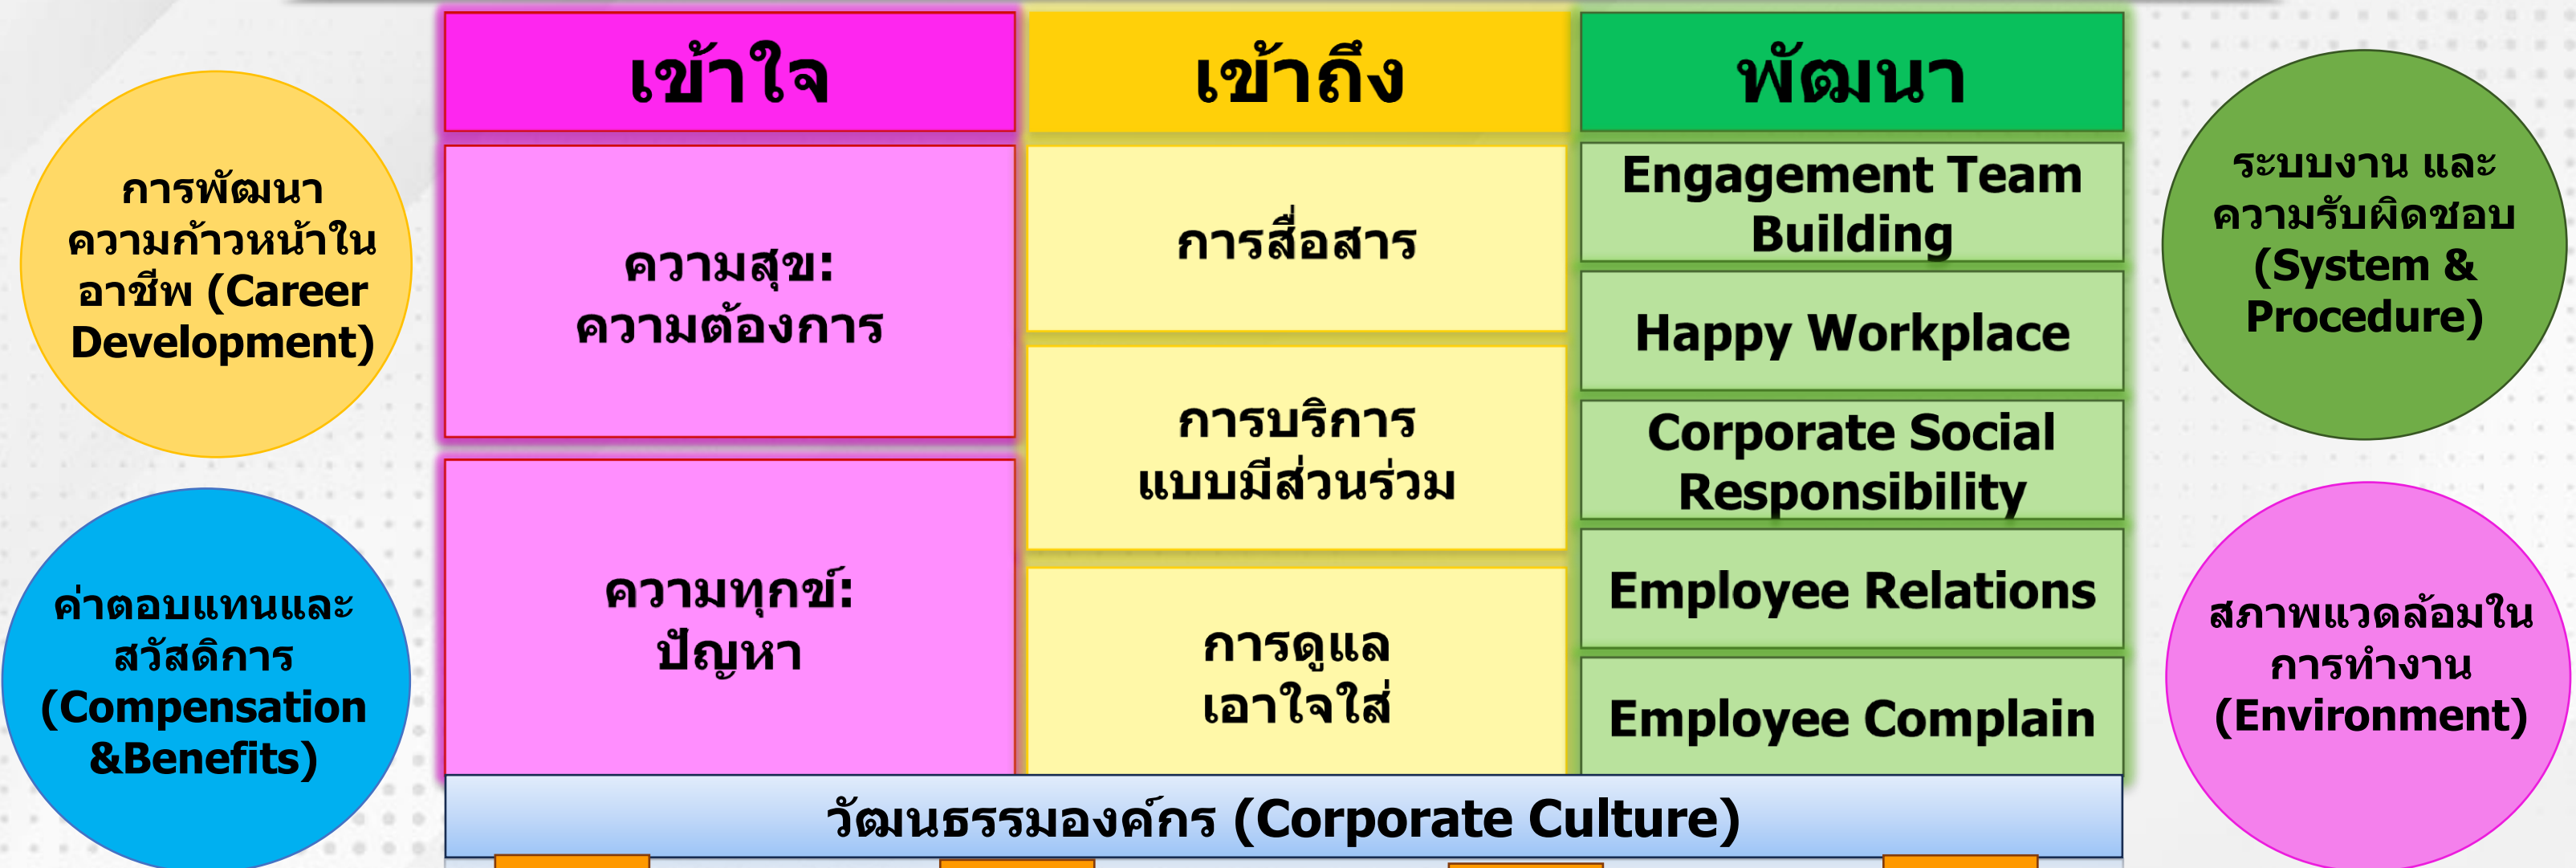 เข้าใจ
เข้าถึง
พัฒนา
การพัฒนา
ความก้าวหน้าใน
อาชีพ (Career
Development)
ค่าตอบแทนและ
สวัสดิการ
(Compensation
&Benefits)
ความสุข:
ความต้องการ
ความทุกข์:
ปัญหา
การสื่อสาร
การบริการ
แบบมีส่วนร่วม
การดูแล
เอาใจใส่
Engagement Team
Building
Happy Workplace
Corporate Social
Responsibility
Employee Relations
Employee Complain
ระบบงาน และ
ความรับผิดชอบ
(System &
Procedure)
สภาพแวดล้อมใน
การทำงาน
(Environment)
วัฒนธรรมองค์กร (Corporate Culture)